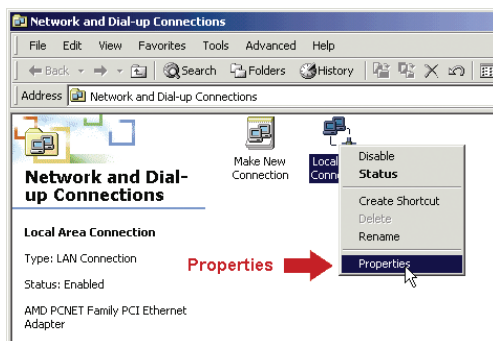 Network and Dial-up Connections
File Edit View Favorites Tools Advanced Help
Back Search Folders History
Address Network and Dial-up Connections
Network and Dial-
up Connections
Local Area Connection
Type: LAN Connection
Status: Enabled
AMD PCNET Family PCI Ethernet
Adapter
Make New
Connection
Local
Conne
Disable
Status
Create Shortcut
Delete
Rename
Properties
Properties